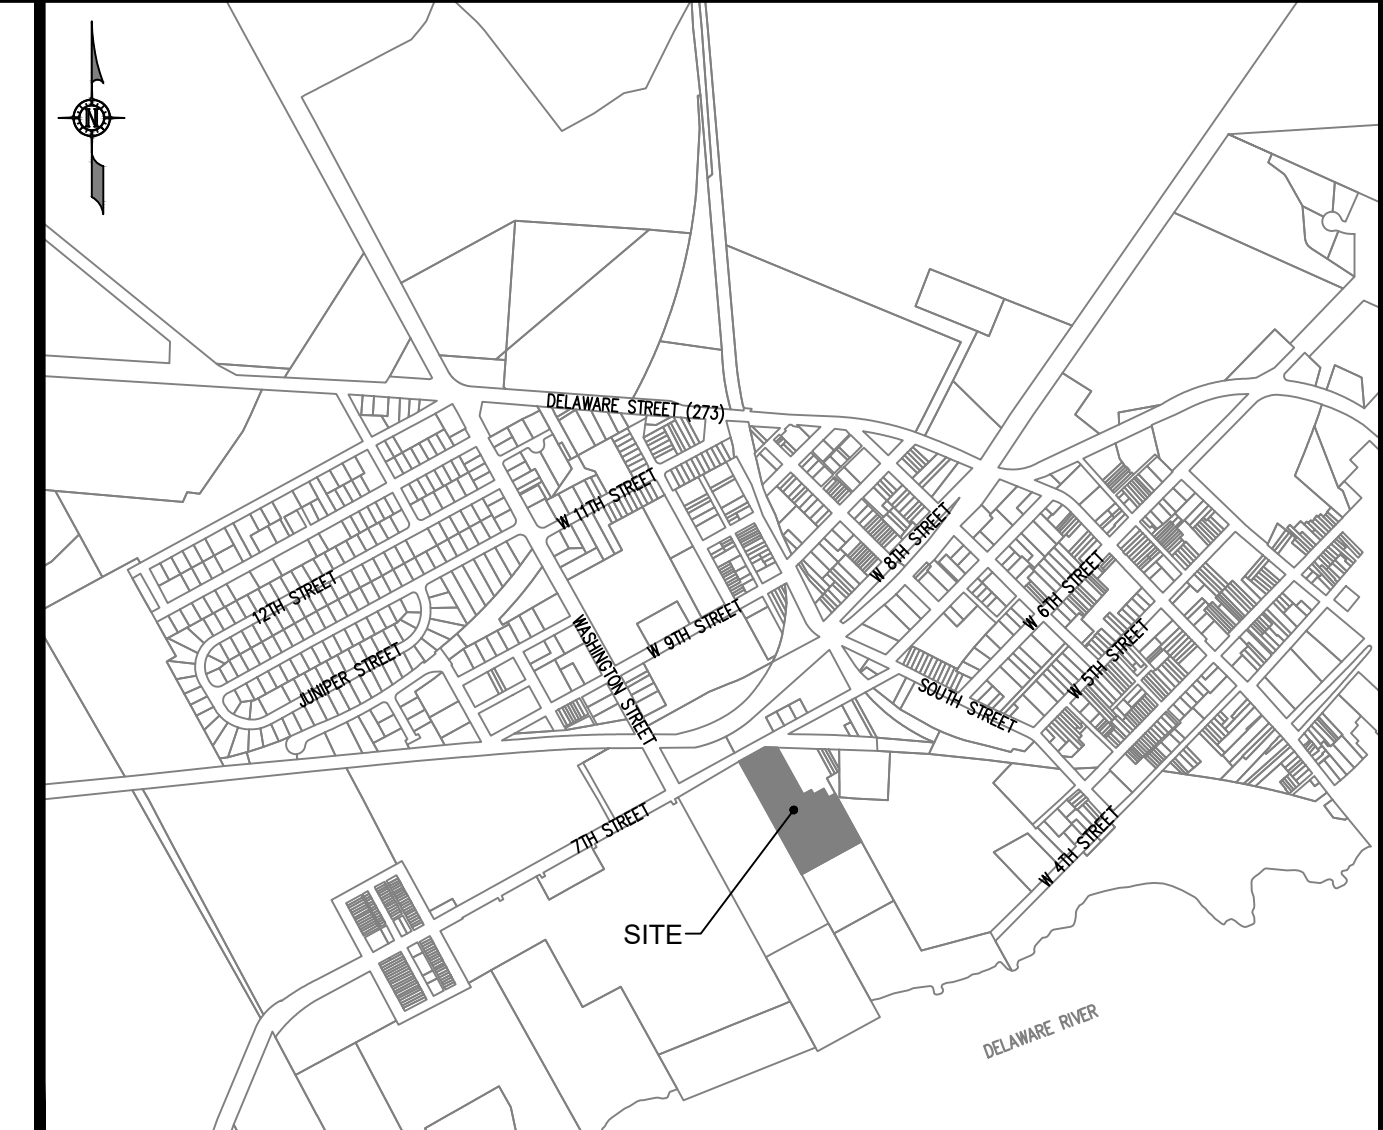 N
DELAWARE STREET (273)
W 11TH STREET
W 8TH STREET
12TH STREET
W 6TH STREET
W 9TH STREET
WASHINGTON STREET
JUNIPER STREET
W 5TH STREET
SOUTH STREET
7TH STREET
W 4TH STREET
SITE
DELAWARE RIVER